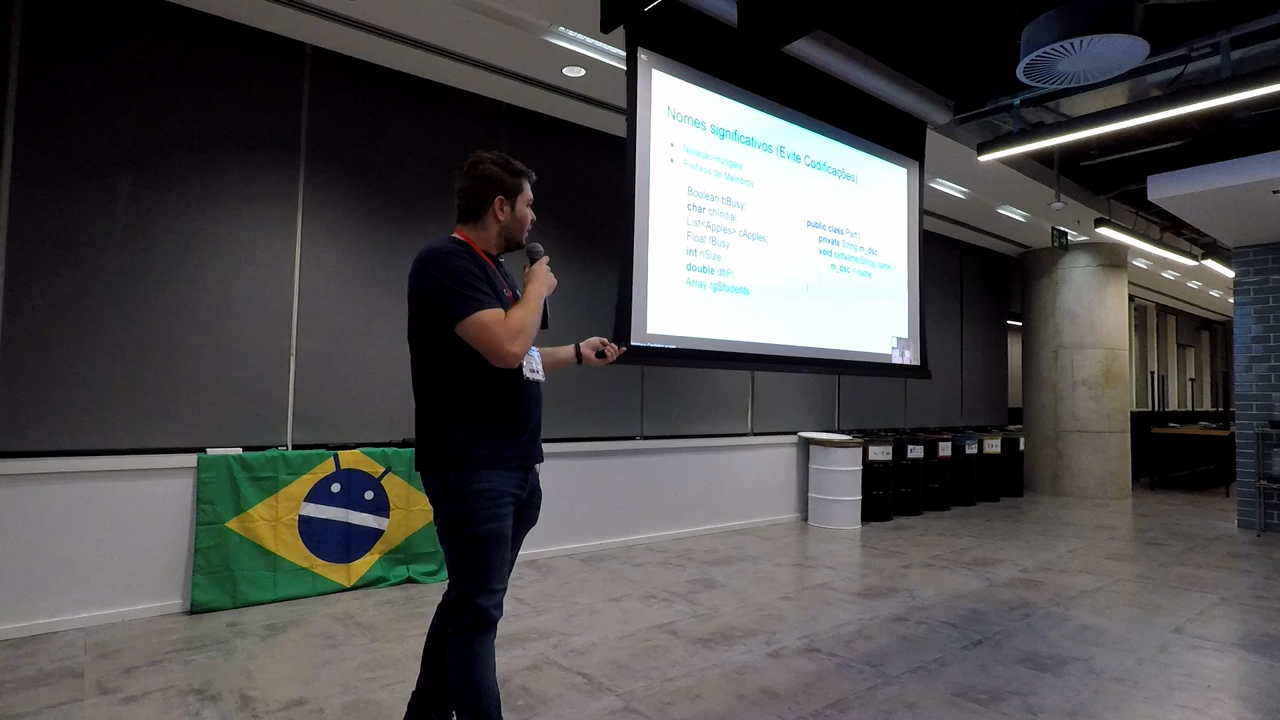 Nomes significativos (Evite Codificações)
Notação Hungara
Prefixos de Membros
Boolean bBusy;
char chInitial;
List<Apples> cApples;
Float fBusy
int nSize
double dbPi
Array rgStudents
public class Part {
private String m_dsc
void setName(String name) {
m_dsc = name;
}
}